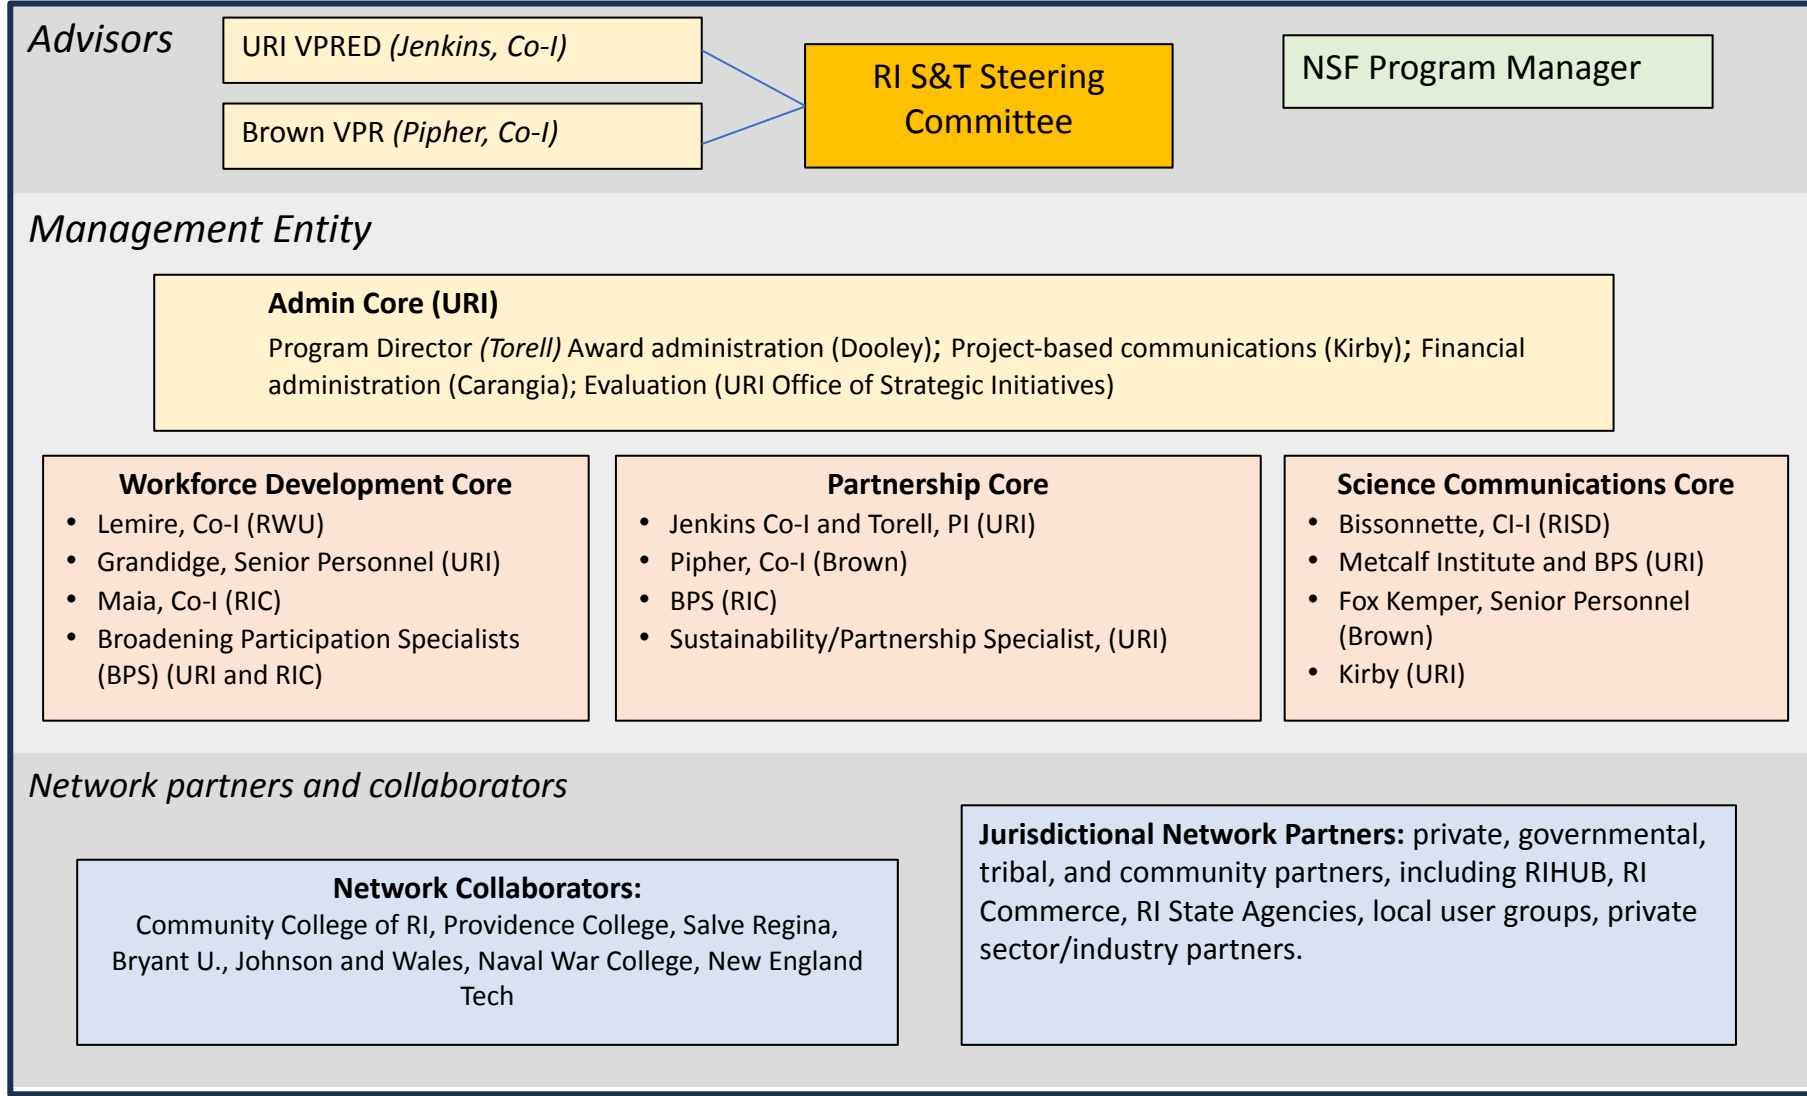 Advisors
URI VPRED (Jenkins, Co-I)
Brown VPR (Pipher, Co-I)
RI S&T Steering
Committee
NSF Program Manager
Management Entity
Admin Core (URI)
Program Director (Torell) Award administration (Dooley); Project-based communications (Kirby); Financial
administration (Carangia); Evaluation (URI Office of Strategic Initiatives)
Workforce Development Core
• Lemire, Co-I (RWU)
• Grandidge, Senior Personnel (URI)
• Maia, Co-I (RIC)
• Broadening Participation Specialists
(BPS) (URI and RIC)
Partnership Core
• Jenkins Co-I and Torell, PI (URI)
• Pipher, Co-I (Brown)
• BPS (RIC)
• Sustainability/Partnership Specialist, (URI)
Science Communications Core
• Bissonnette, CI-I (RISD)
• Metcalf Institute and BPS (URI)
• Fox Kemper, Senior Personnel
(Brown)
• Kirby (URI)
Network partners and collaborators
Network Collaborators:
Community College of RI, Providence College, Salve Regina,
Bryant U., Johnson and Wales, Naval War College, New England
Tech
Jurisdictional Network Partners: private, governmental,
tribal, and community partners, including RIHUB, RI
Commerce, RI State Agencies, local user groups, private
sector/industry partners.